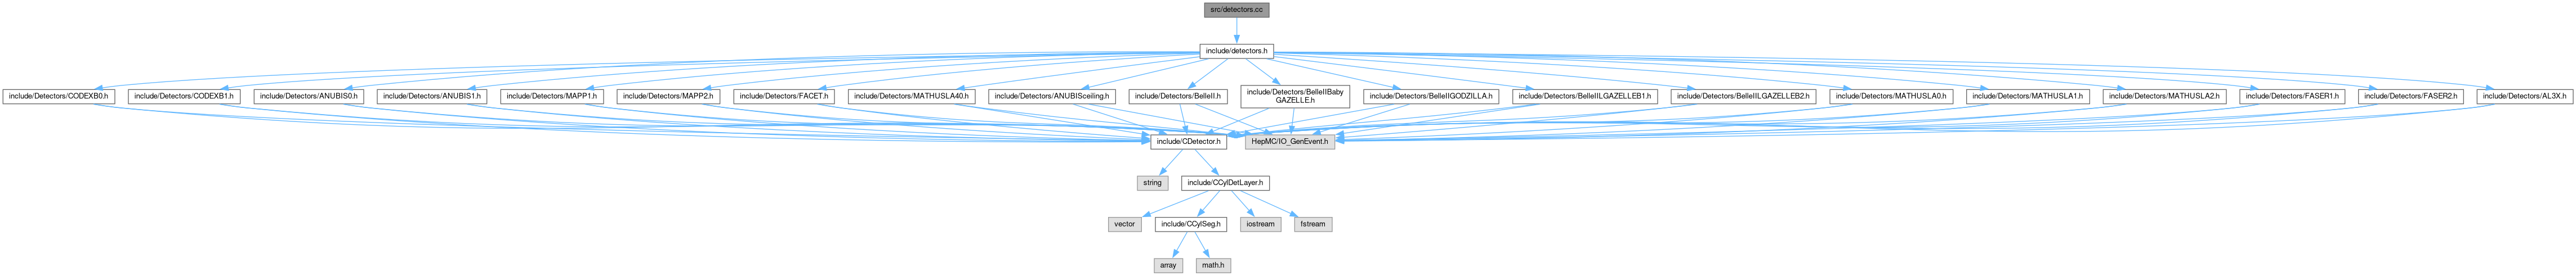 src/detectors.cc
include/detectors.h
include/Detectors/CODEXB0.h
include/Detectors/CODEXB1.h
include/Detectors/ANUBIS0.h
include/Detectors/ANUBIS1.h
include/Detectors/MAPP1.h
include/Detectors/MAPP2.h
include/Detectors/FACET.h
include/Detectors/MATHUSLA40.h
include/Detectors/ANUBISceiling.h
include/Detectors/BelleII.h
include/Detectors/BelleIIBaby
GAZELLE.h
include/Detectors/BelleIIGODZILLA.h
include/Detectors/BelleIILGAZELLEB1.h
include/Detectors/BelleIILGAZELLEB2.h
include/Detectors/MATHUSLA0.h
include/Detectors/MATHUSLA1.h
include/Detectors/MATHUSLA2.h
include/Detectors/FASER1.h
include/Detectors/FASER2.h
include/Detectors/AL3X.h
include/CDetector.h
HepMC/IO_GenEvent.h
string
include/CCylDetLayer.h
vector
include/CCylSeg.h
iostream
fstream
array
math.h